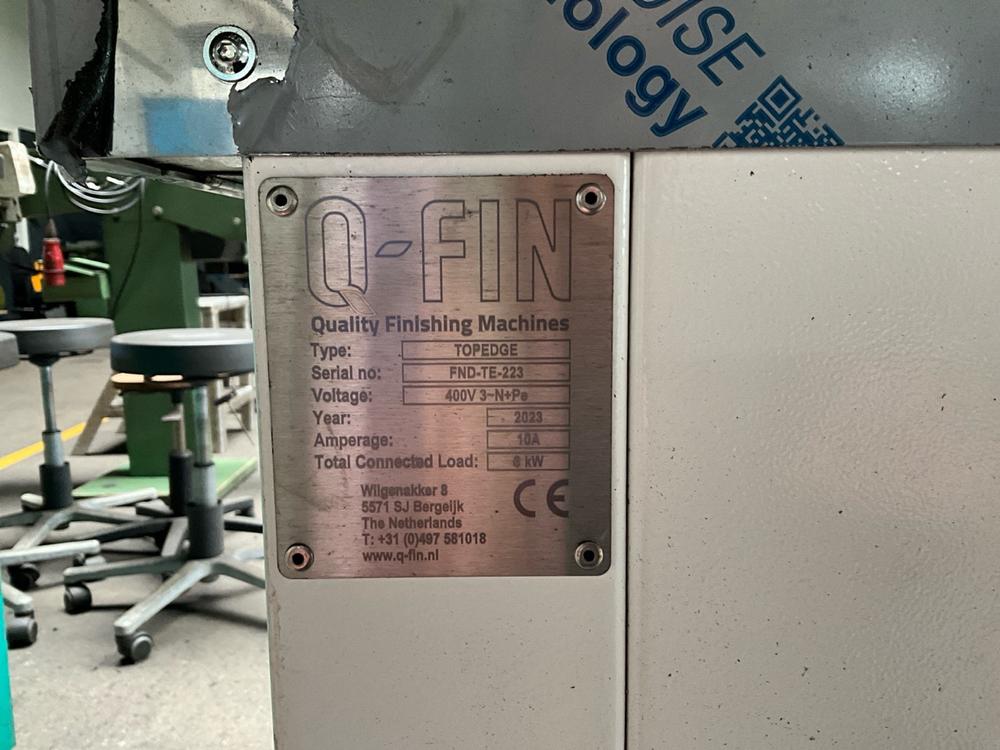 OISE
ology
Q-FIN
Quality Finishing Machines
Type: TOPEDGE
Serial no: FND-TE-223
Voltage: 400V 3~N+Pe
Year: 2023
Amperage: 10A
Total Connected Load: 6 kW
Wilgenakker 8
5571 SJ Bergeijk
The Netherlands
T: +31 (0)497 581018
www.q-fin.nl
CE